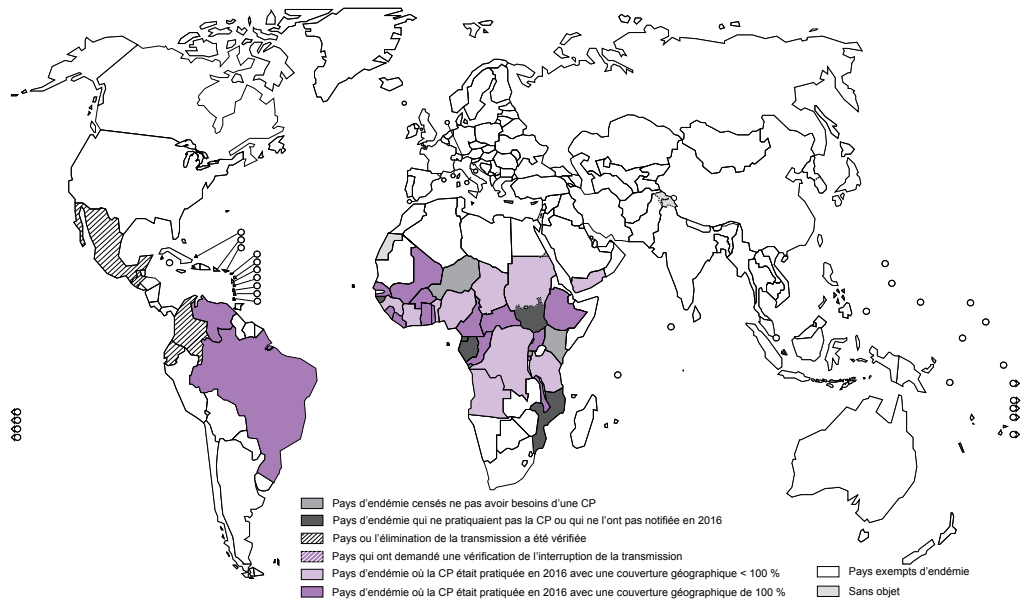 Pays d'endémie censés ne pas avoir besoins d'une CP
Pays d'endémie qui ne pratiquaient pas la CP ou qui ne l'ont pas notifiée en 2016
Pays ou l'élimination de la transmission a été vérifiée
Pays qui ont demandé une vérification de l'interruption de la transmission
Pays d'endémie où la CP était pratiquée en 2016 avec une couverture géographique < 100 %
Pays d'endémie où la CP était pratiquée en 2016 avec une couverture géographique de 100 %
Pays exempts d'endémie
Sans objet